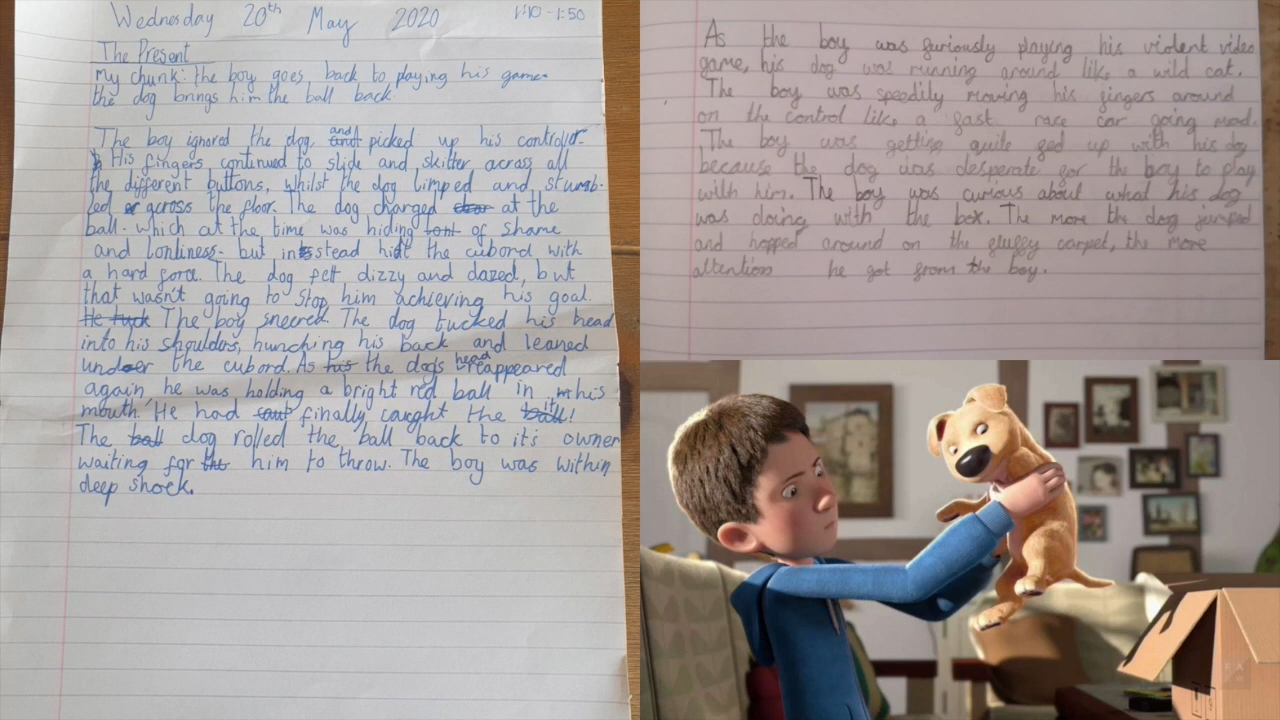 Wednesday 20th May 2020 1:10-1:50
The Present
My chunk: the boy goes, back to playing his game.
the dog brings him the ball back.
The boy ignored the dog, and picked up his controller.
His fingers continued to slide and skitter across all
the different buttons, whilst the dog limped and stumb-
led across the floor. The dog charged at the
ball. Which at the time was hiding of shame
and lonliness. but instead hidt the cubord with
a hard force. The dog felt dizzy and dazed, but
that wasn't going to stop him achieving his goal.
He tuck The boy sneered. The dog tucked his head
into his shoulders, hunching his back and leaned
under the cubord. As his the dog's head reappeared
again, he was holding a bright red ball in his
mouth. He had finally caught the ball it!
The ball dog rolled the ball back to it's owner
waiting for the him to throw. The boy was within
deep shock.
As the boy was furiously playing his violent video
game, his dog was running around like a wild cat.
The boy was speedily moving his fingers around
on the control like a fast race car going mad.
The boy was getting quite fed up with his dog
because the dog was desperate for the boy to play
with him. The boy was curious about what his dog
was doing with the box. The more the dog jumped
and hopped around on the fluffy carpet, the more
attention he got from the boy.